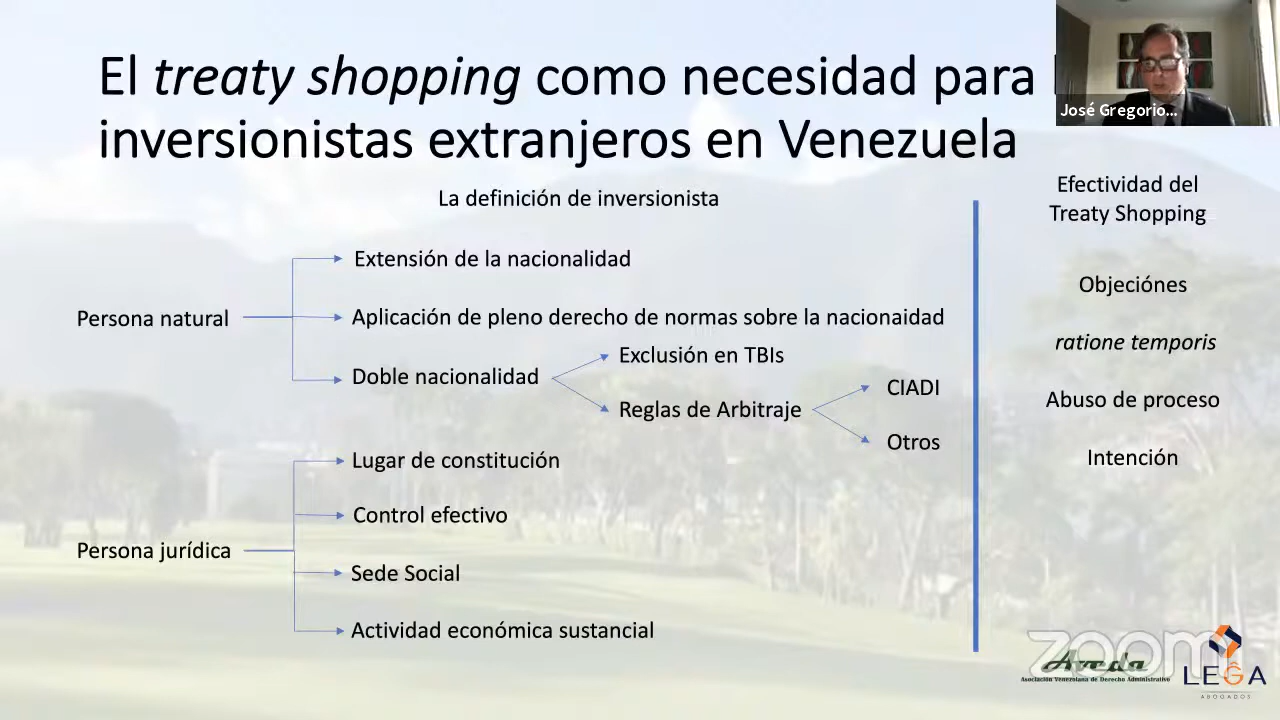 El treaty shopping como necesidad para
inversionistas extranjeros en Venezuela
José Gregorio...
La definición de inversionista
Efectividad del
Treaty Shopping
Extensión de la nacionalidad
Objeciónes
Persona natural
Aplicación de pleno derecho de normas sobre la nacionaidad
ratione temporis
Exclusión en TBIs
Doble nacionalidad
CIADI
Abuso de proceso
Reglas de Arbitraje
Otros
Lugar de constitución
Intención
Control efectivo
Persona jurídica
Sede Social
Actividad económica sustancial
zoom
Aveda
Asociación Venezolana de Derecho Administrativo
LEGA
ABOGADOS